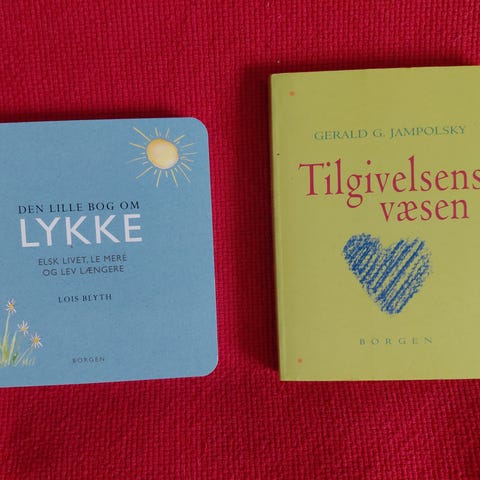 DEN LILLE BOG OM
LYKKE
ELSK LIVET, LE MERE
OG LEV LÆNGERE
LOIS BLYTH
BORGEN
GERALD G. JAMPOLSKY
Tilgivelsens
væsen
BORGEN